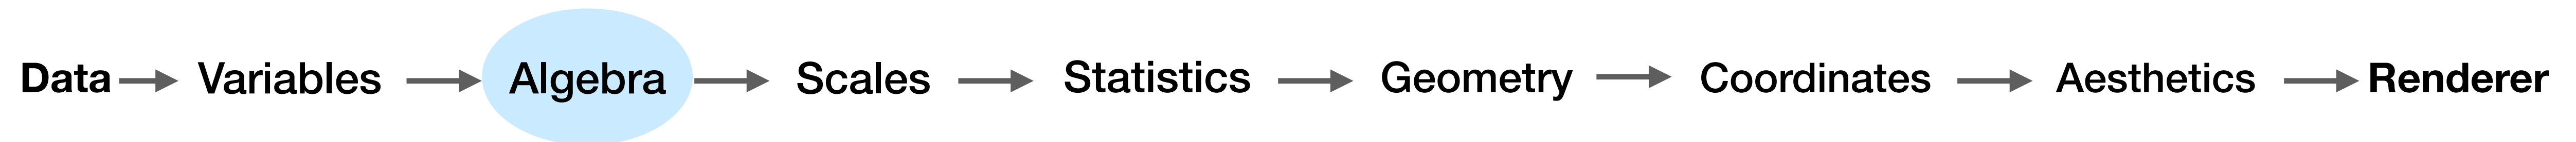 Data Variables Algebra Scales Statistics Geometry Coordinates Aesthetics Renderer